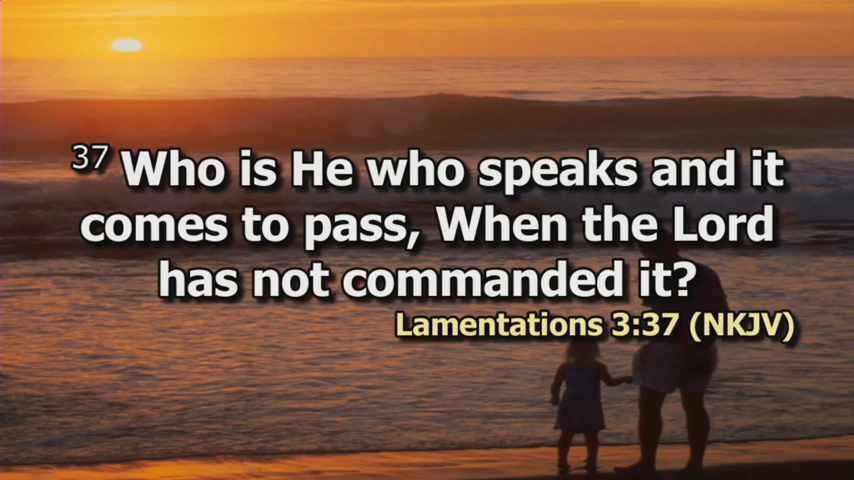 37 Who is He who speaks and it
comes to pass, When the Lord
has not commanded it?
Lamentations 3:37 (NKJV)